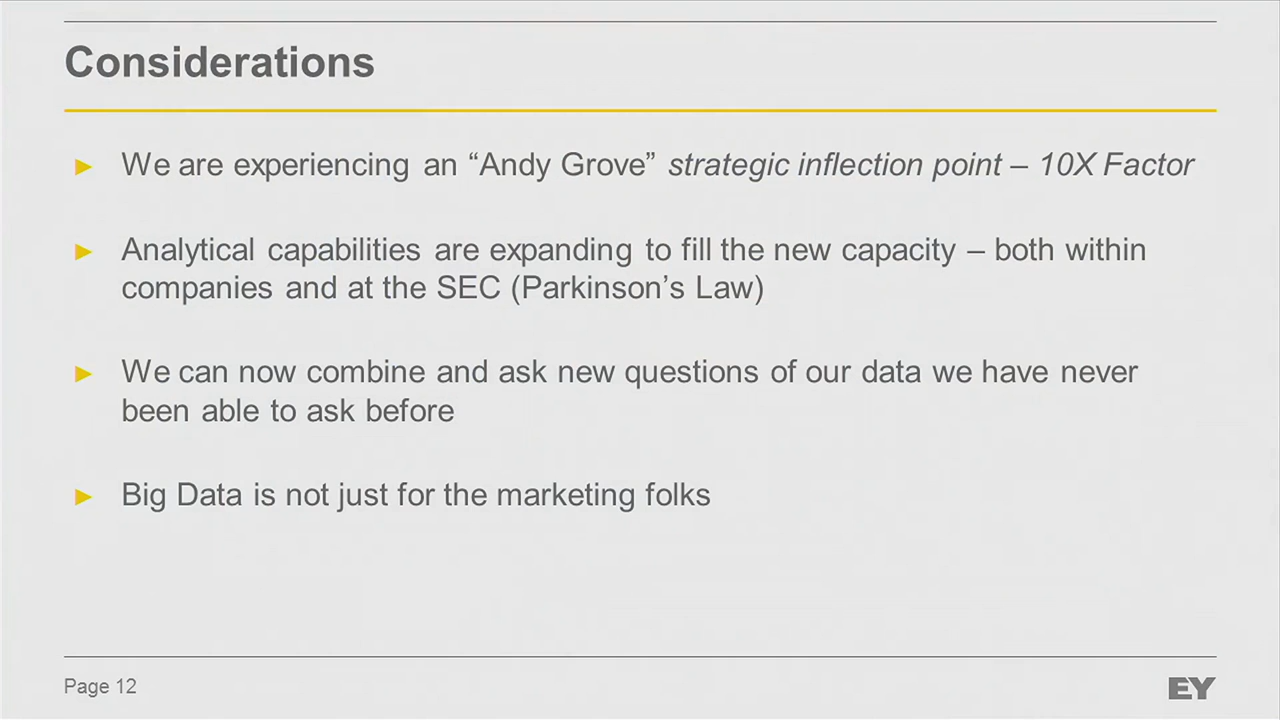 Considerations
► We are experiencing an “Andy Grove” strategic inflection point – 10X Factor
► Analytical capabilities are expanding to fill the new capacity – both within
companies and at the SEC (Parkinson’s Law)
► We can now combine and ask new questions of our data we have never
been able to ask before
► Big Data is not just for the marketing folks
Page 12
EY